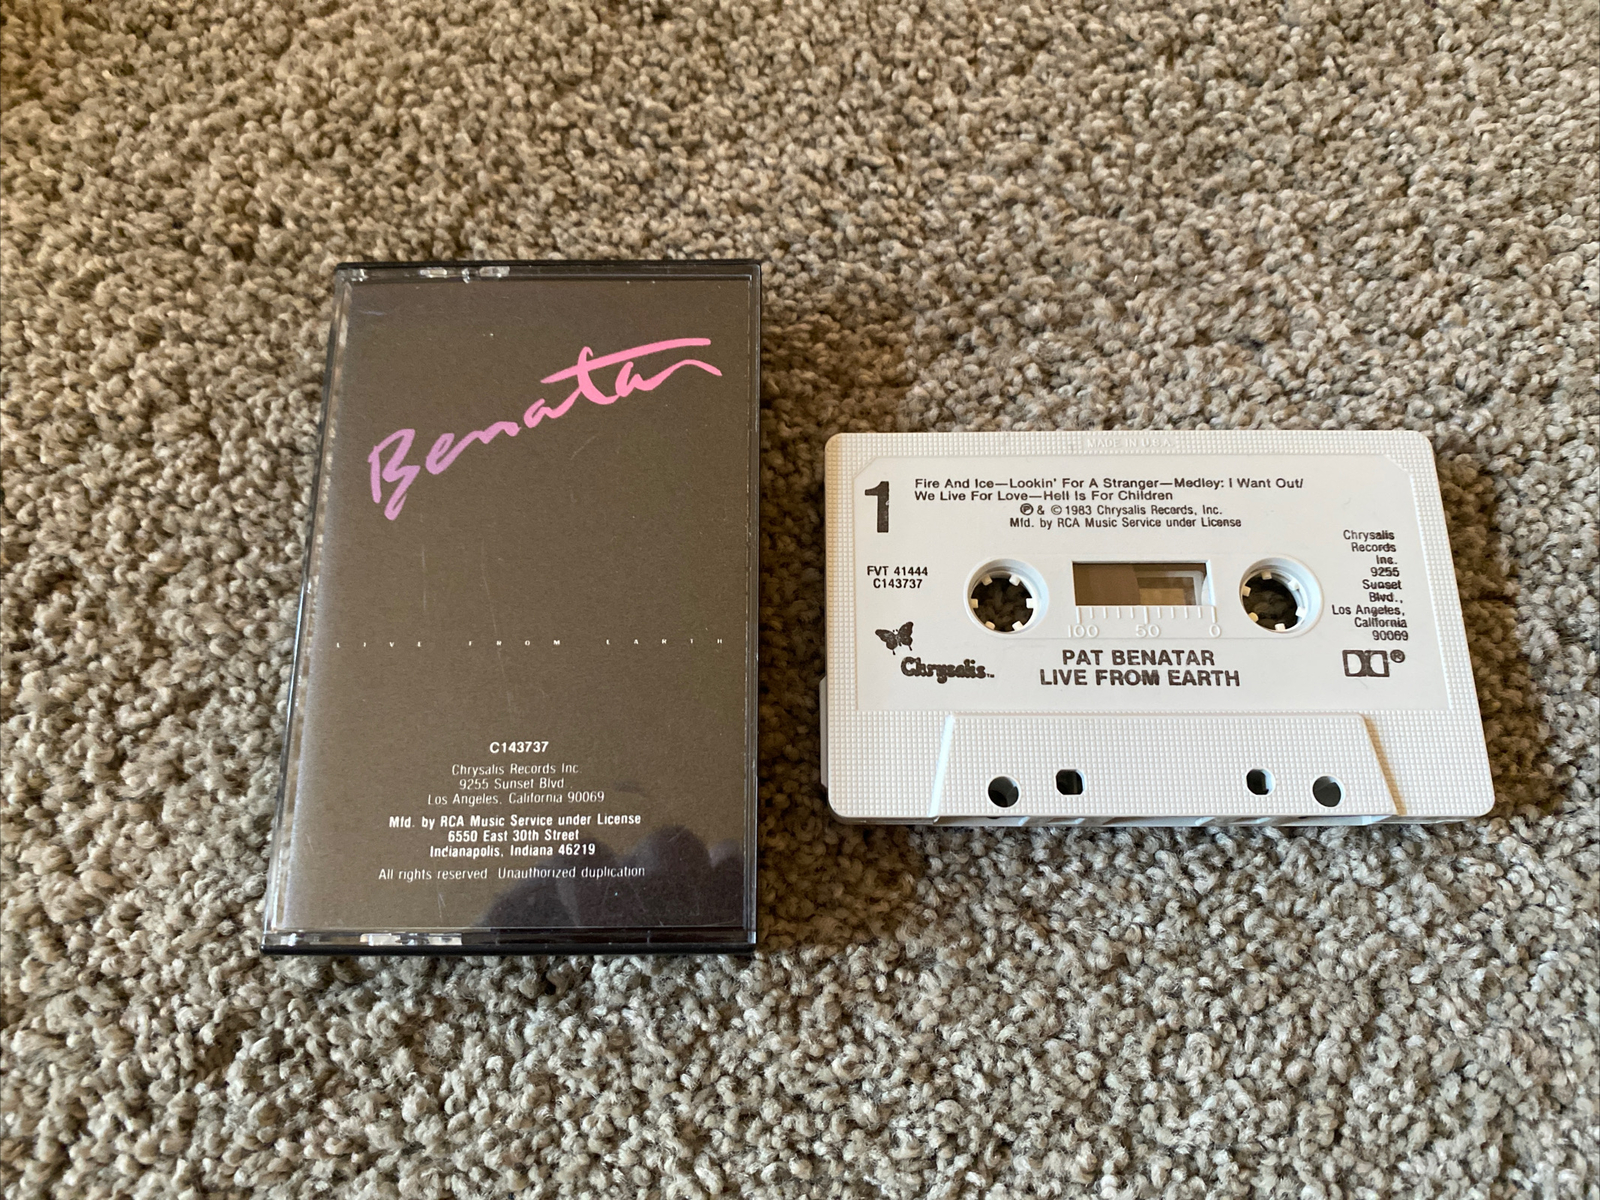 Benatar
LIVE FROM EARTH
C143737
Chrysalis Records Inc.
9255 Sunset Blvd.,
Los Angeles, California 90069
Mfd. by RCA Music Service under License
6550 East 30th Street
Indianapolis, Indiana 46219
All rights reserved Unauthorized duplication
MADE IN U.S.A.
1
Fire And Ice—Lookin' For A Stranger—Medley: I Want Out/
We Live For Love—Hell Is For Children
℗ & © 1983 Chrysalis Records, Inc.
Mfd. by RCA Music Service under License
FVT 41444
C143737
Chrysalis
Records
Inc.
9255
Sunset
Blvd.,
Los Angeles,
California
90069
100 50 0
Chrysalis™
PAT BENATAR
LIVE FROM EARTH
®